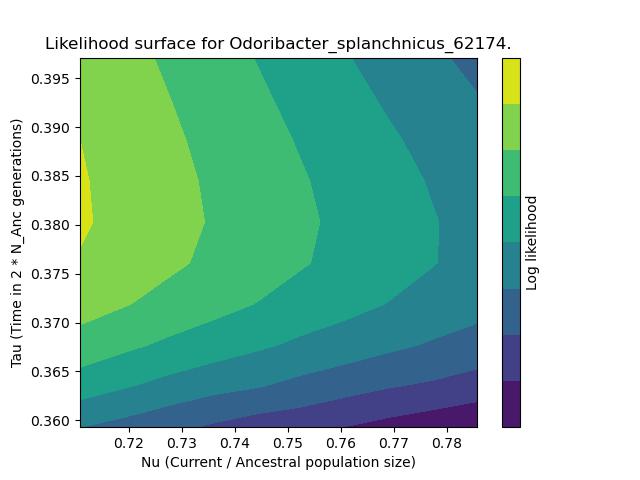 Likelihood surface for Odoribacter_splanchnicus_62174.
0.395
0.390
0.385
0.380
0.375
0.370
0.365
0.360
Tau (Time in 2 * N_Anc generations)
0.72 0.73 0.74 0.75 0.76 0.77 0.78
Nu (Current / Ancestral population size)
Log likelihood